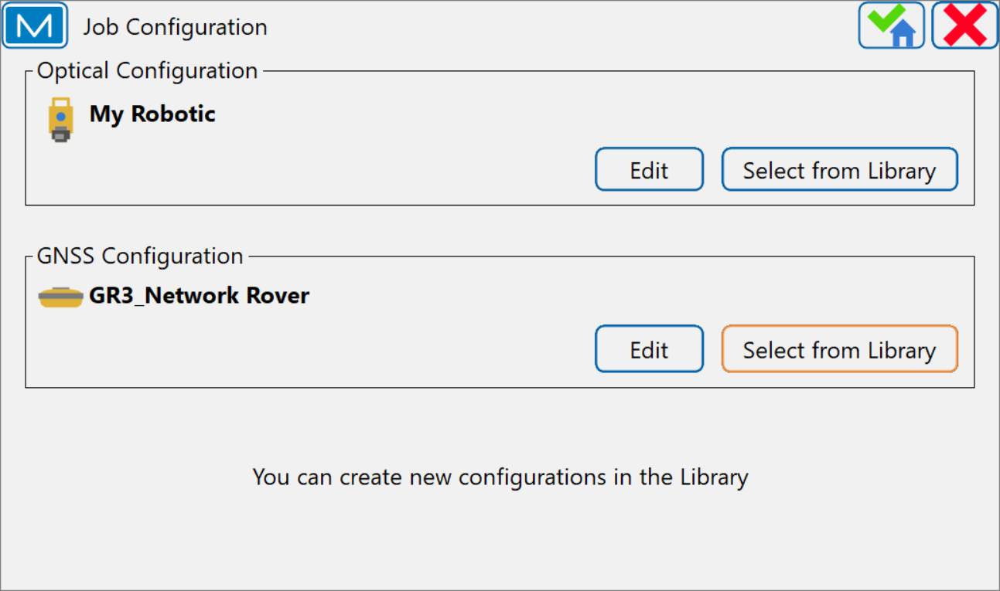 Job Configuration
Optical Configuration
My Robotic
Edit
Select from Library
GNSS Configuration
GR3_Network Rover
Edit
Select from Library
You can create new configurations in the Library